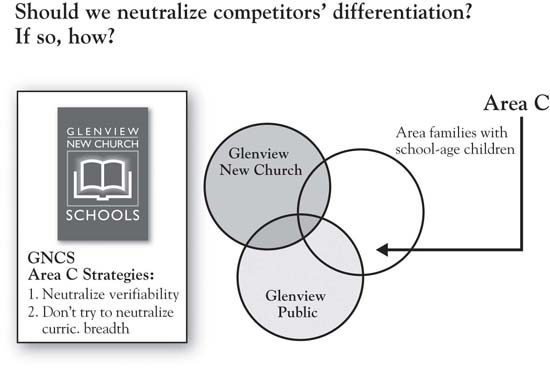 Should we neutralize competitors’ differentiation?
If so, how?
GLENVIEW
NEW CHURCH
SCHOOLS
GNCS
Area C Strategies:
1. Neutralize verifiability
2. Don’t try to neutralize
curric. breadth
Glenview
New Church
Glenview
Public
Area C
Area families with
school-age children